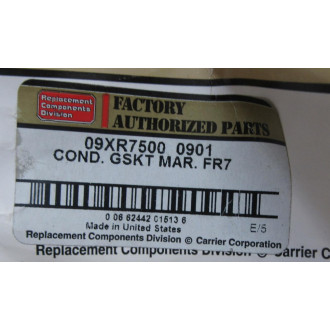 Replacement
Components
Division
FACTORY
AUTHORIZED PARTS
09XR7500 0901
COND. GSKT MAR. FR7
0 06 62442 01513 6
Made in United States
E/5
Replacement Components Division © Carrier Corporation
Replacement Components Division © Carrier Corporation